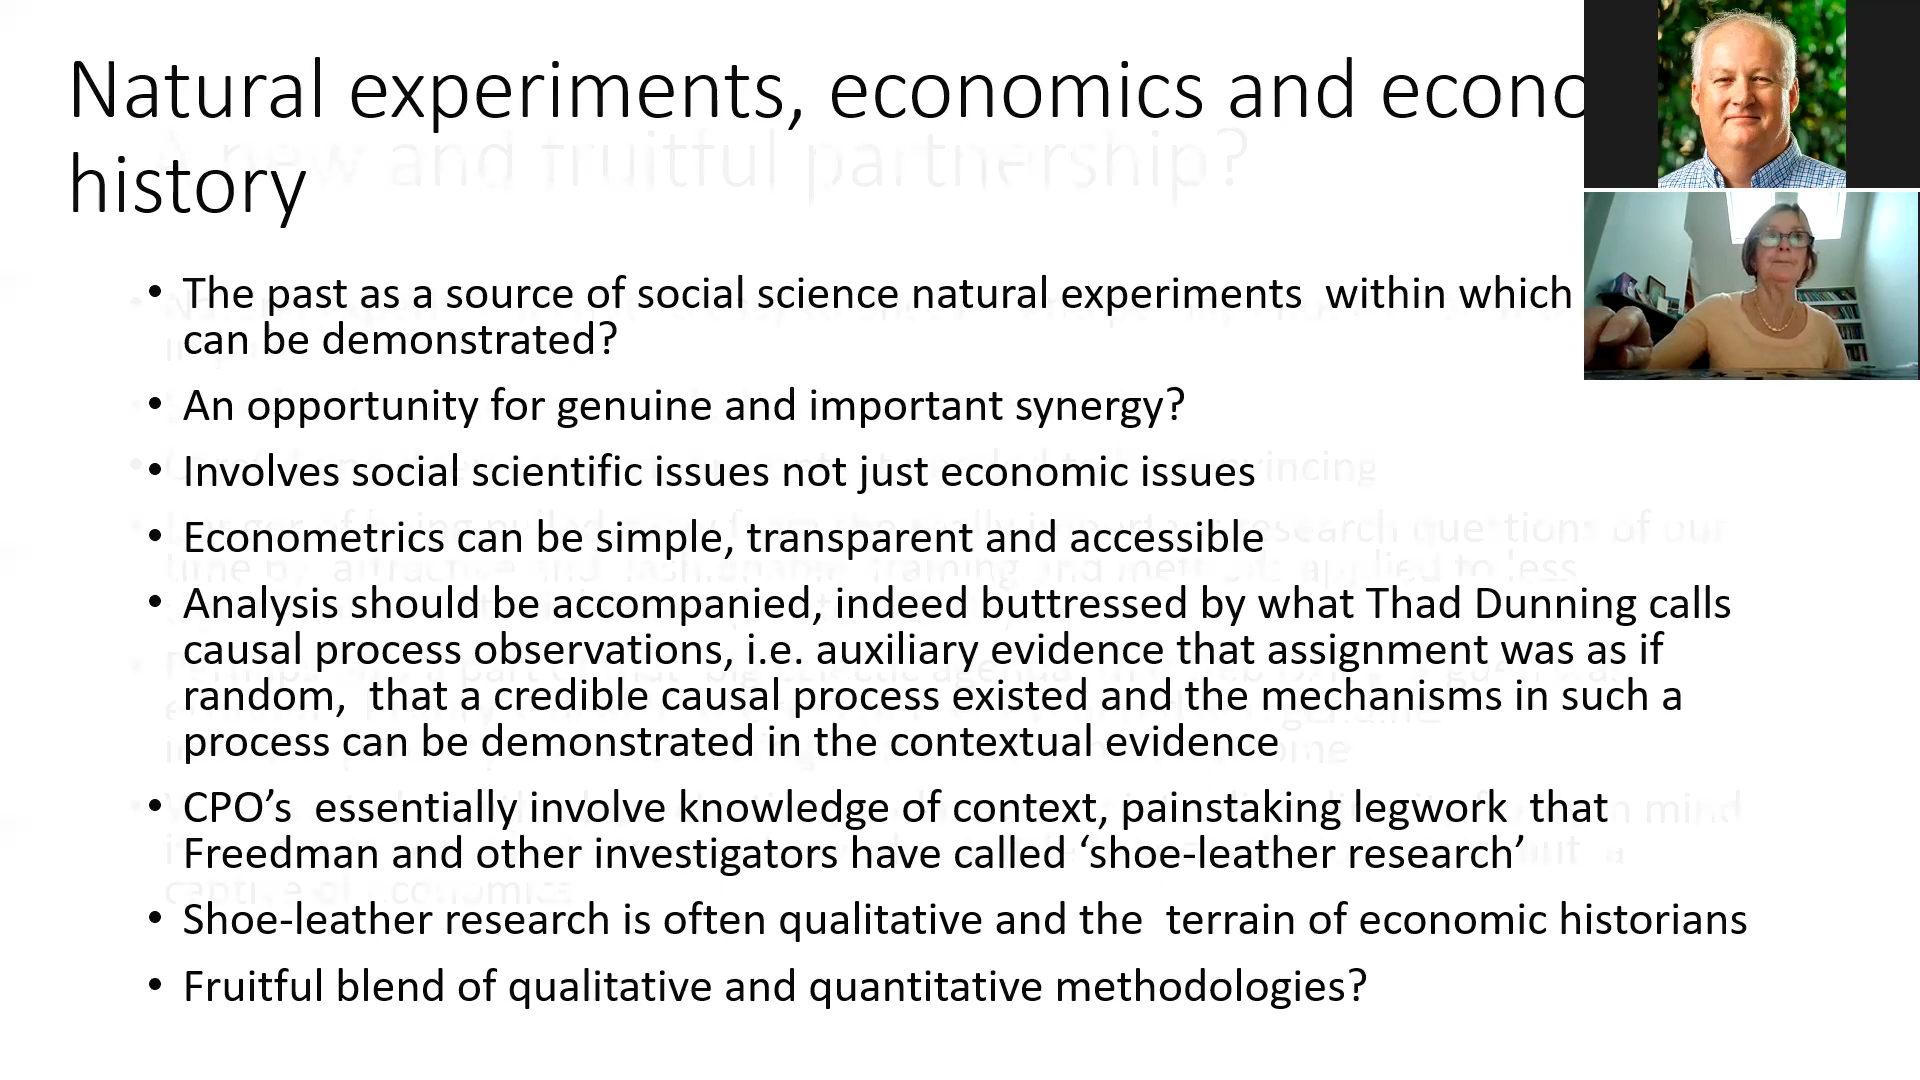 Natural experiments, economics and econo
history
A new and fruitful partnership?
• The past as a source of social science natural experiments  within which
can be demonstrated?
• An opportunity for genuine and important synergy?
• Involves social scientific issues not just economic issues
• Econometrics can be simple, transparent and accessible
• Analysis should be accompanied, indeed buttressed by what Thad Dunning calls
causal process observations, i.e. auxiliary evidence that assignment was as if
random,  that a credible causal process existed and the mechanisms in such a
process can be demonstrated in the contextual evidence
• CPO’s  essentially involve knowledge of context, painstaking legwork  that
Freedman and other investigators have called ‘shoe-leather research’
• Shoe-leather research is often qualitative and the  terrain of economic historians
• Fruitful blend of qualitative and quantitative methodologies?